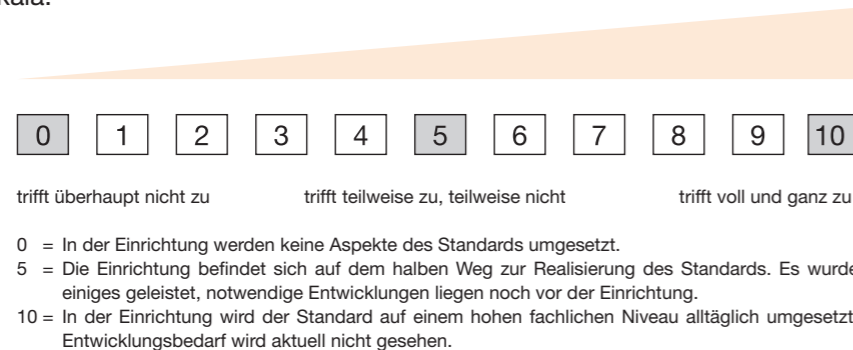 0 1 2 3 4 5 6 7 8 9 10
trifft überhaupt nicht zu trifft teilweise zu, teilweise nicht trifft voll und ganz zu
0 = In der Einrichtung werden keine Aspekte des Standards umgesetzt.
5 = Die Einrichtung befindet sich auf dem halben Weg zur Realisierung des Standards. Es wurde
einiges geleistet, notwendige Entwicklungen liegen noch vor der Einrichtung.
10 = In der Einrichtung wird der Standard auf einem hohen fachlichen Niveau alltäglich umgesetzt
Entwicklungsbedarf wird aktuell nicht gesehen.